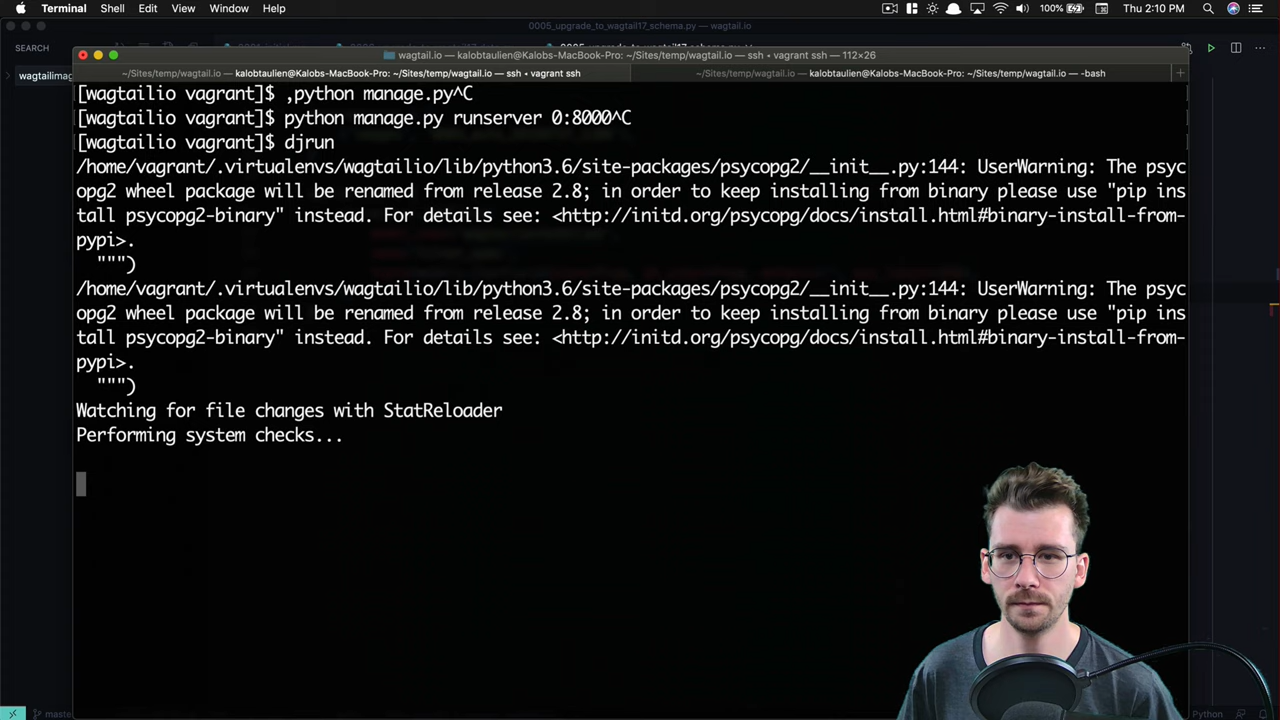 Terminal Shell Edit View Window Help 100% Thu 2:10 PM
0005_upgrade_to_wagtail17_schema.py — wagtail.io
SEARCH
wagtailimag
wagtail.io — kalobtaulien@Kalobs-MacBook-Pro: ~/Sites/temp/wagtail.io — ssh • vagrant ssh — 112×26
~/Sites/temp/wagtail.io — kalobtaulien@Kalobs-MacBook-Pro: ~/Sites/temp/wagtail.io — ssh • vagrant ssh
~/Sites/temp/wagtail.io — kalobtaulien@Kalobs-MacBook-Pro: ~/Sites/temp/wagtail.io — -bash
[wagtailio vagrant]$ ,python manage.py^C
[wagtailio vagrant]$ python manage.py runserver 0:8000^C
[wagtailio vagrant]$ djrun
/home/vagrant/.virtualenvs/wagtailio/lib/python3.6/site-packages/psycopg2/__init__.py:144: UserWarning: The psyc
opg2 wheel package will be renamed from release 2.8; in order to keep installing from binary please use "pip ins
tall psycopg2-binary" instead. For details see: <http://initd.org/psycopg/docs/install.html#binary-install-from-
pypi>.
""")
/home/vagrant/.virtualenvs/wagtailio/lib/python3.6/site-packages/psycopg2/__init__.py:144: UserWarning: The psyc
opg2 wheel package will be renamed from release 2.8; in order to keep installing from binary please use "pip ins
tall psycopg2-binary" instead. For details see: <http://initd.org/psycopg/docs/install.html#binary-install-from-
pypi>.
""")
Watching for file changes with StatReloader
Performing system checks...
master
Python